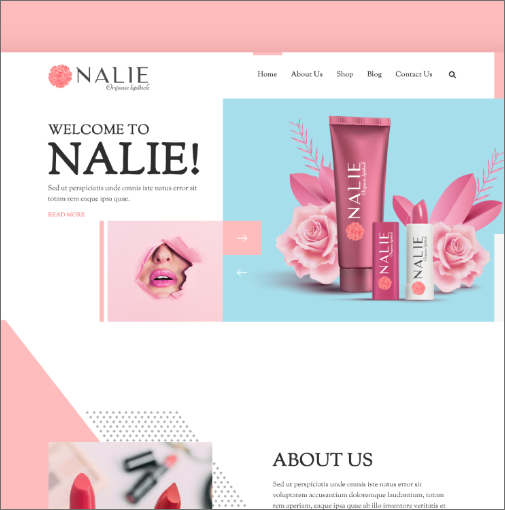 NALIE
Organic lipstick
Home About Us Shop Blog Contact Us
WELCOME TO
NALIE!
Sed ut perspiciatis unde omnis iste natus error sit
totam rem eaque ipsa quae.
READ MORE
NALIE
Organic lipstick
NALIE
NALIE
ABOUT US
Sed ut perspiciatis unde omnis iste natus error sit
voluptatem accusantium doloremque laudantium, totam
rem aperiam, eaque ipsa quae ab illo inventore veritatis et